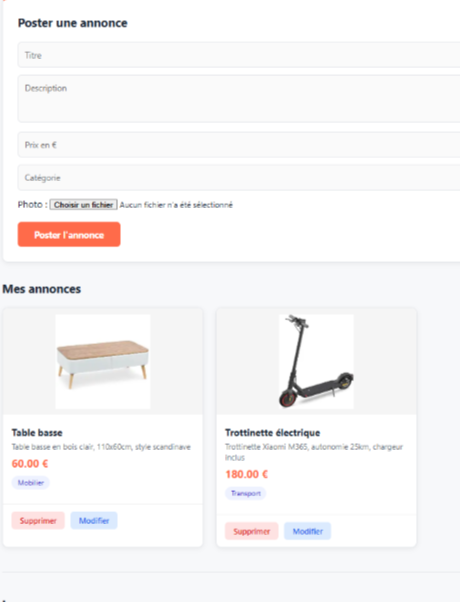 Poster une annonce
Titre
Description
Prix en €
Catégorie
Photo : Choisir un fichier Aucun fichier n'a été sélectionné
Poster l'annonce
Mes annonces
Table basse
Table basse en bois clair, 110x60cm, style scandinave
60.00 €
Mobilier
Supprimer Modifier
Trottinette électrique
Trottinette Xiaomi M365, autonomie 25km, chargeur
inclus
180.00 €
Transport
Supprimer Modifier